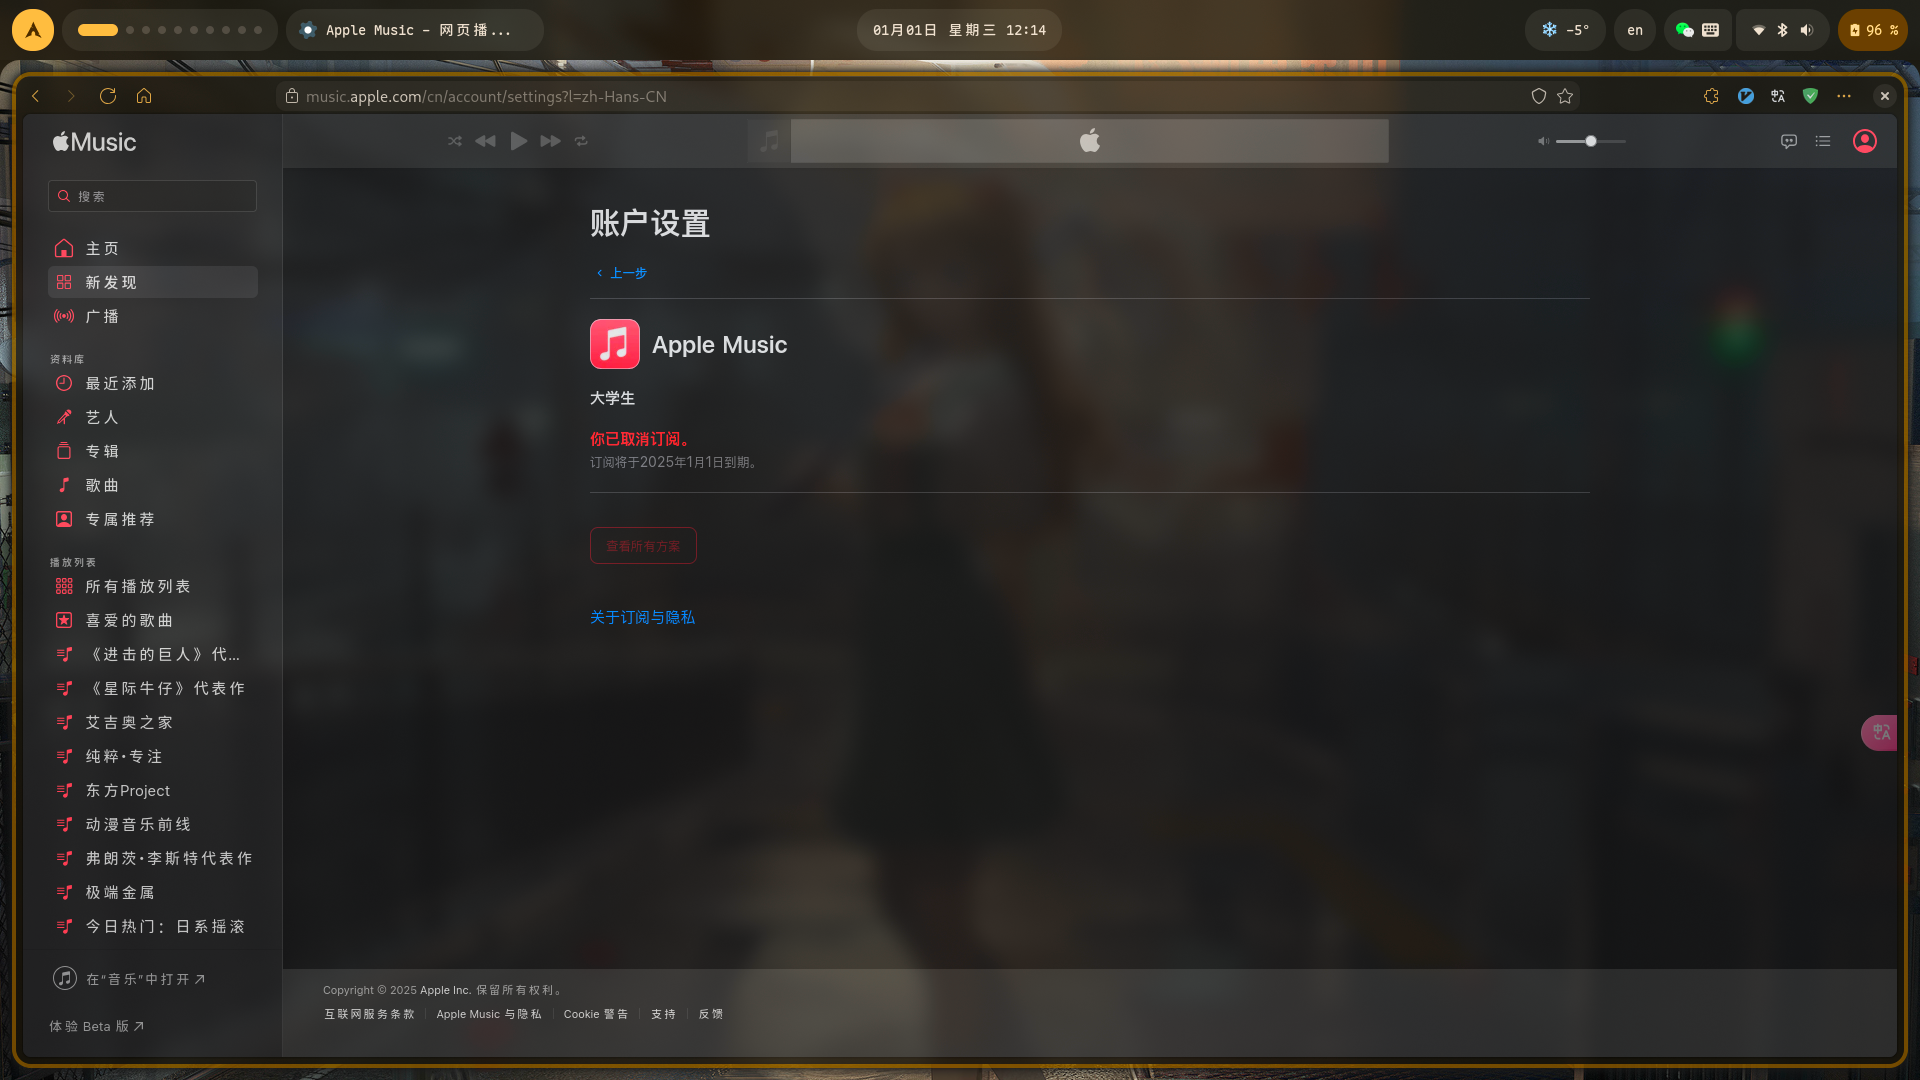 Apple Music – 网页播...
01月01日 星期三 12:14
-5°
en
96 %
music.apple.com/cn/account/settings?l=zh-Hans-CN
Music
搜索
主页
新发现
广播
资料库
最近添加
艺人
专辑
歌曲
专属推荐
播放列表
所有播放列表
喜爱的歌曲
《进击的巨人》代...
《星际牛仔》代表作
艾吉奥之家
纯粹·专注
东方Project
动漫音乐前线
弗朗茨·李斯特代表作
极端金属
今日热门：日系摇滚
在“音乐”中打开
体验 Beta 版
账户设置
上一步
Apple Music
大学生
你已取消订阅。
订阅将于2025年1月1日到期。
查看所有方案
关于订阅与隐私
Copyright © 2025 Apple Inc. 保留所有权利。
互联网服务条款 Apple Music 与隐私 Cookie 警告 支持 反馈